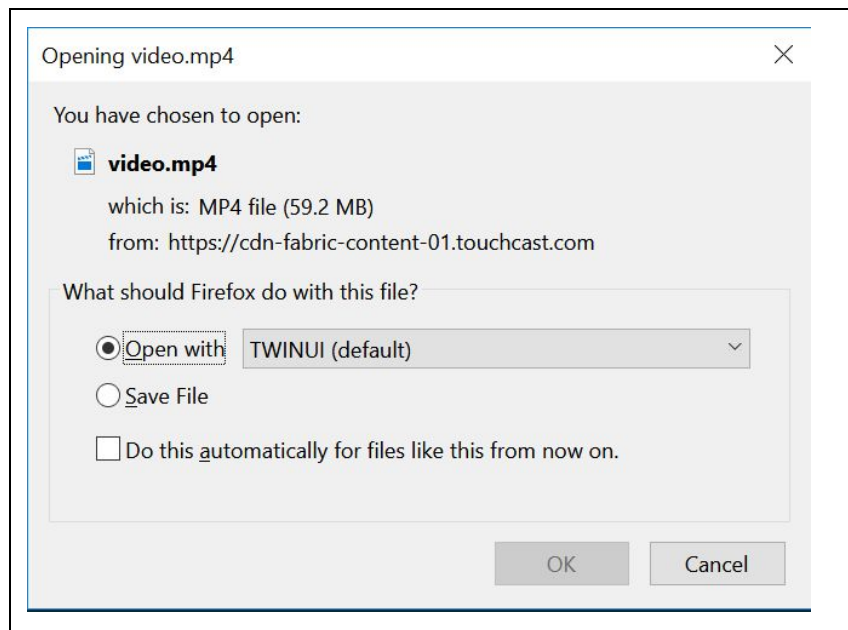 Opening video.mp4
You have chosen to open:
video.mp4
which is: MP4 file (59.2 MB)
from: https://cdn-fabric-content-01.touchcast.com
What should Firefox do with this file?
Open with TWINUI (default)
Save File
Do this automatically for files like this from now on.
OK Cancel